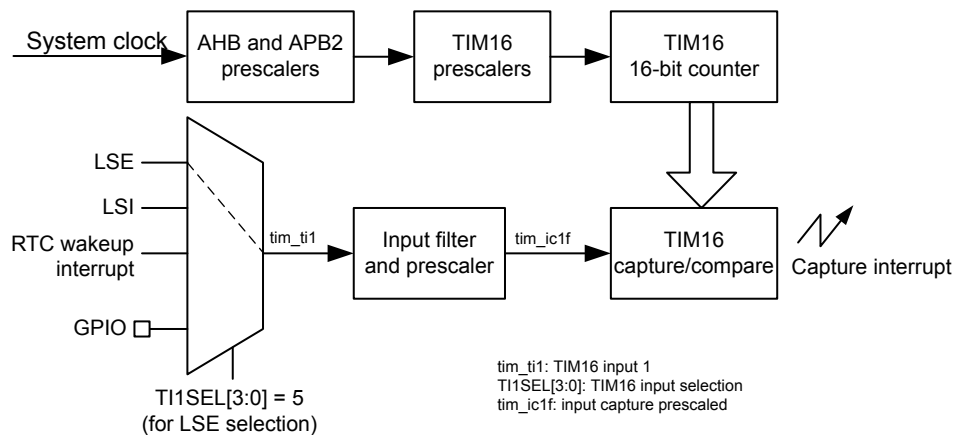 System clock
AHB and APB2
prescalers
TIM16
prescalers
TIM16
16-bit counter
LSE
LSI
RTC wakeup
interrupt
GPIO
tim_ti1
Input filter
and prescaler
tim_ic1f
TIM16
capture/compare
Capture interrupt
TI1SEL[3:0] = 5
(for LSE selection)
tim_ti1: TIM16 input 1
TI1SEL[3:0]: TIM16 input selection
tim_ic1f: input capture prescaled